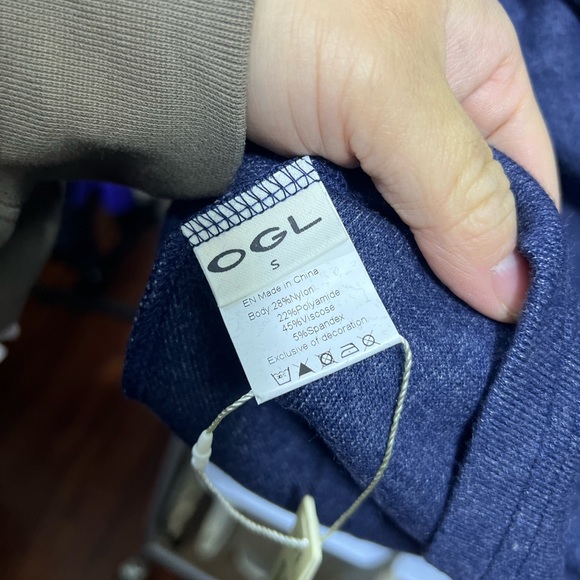 OGL
S
EN Made in China
Body 28%Nylon
22%Polyamide
45%Viscose
5%Spandex
Exclusive of decoration